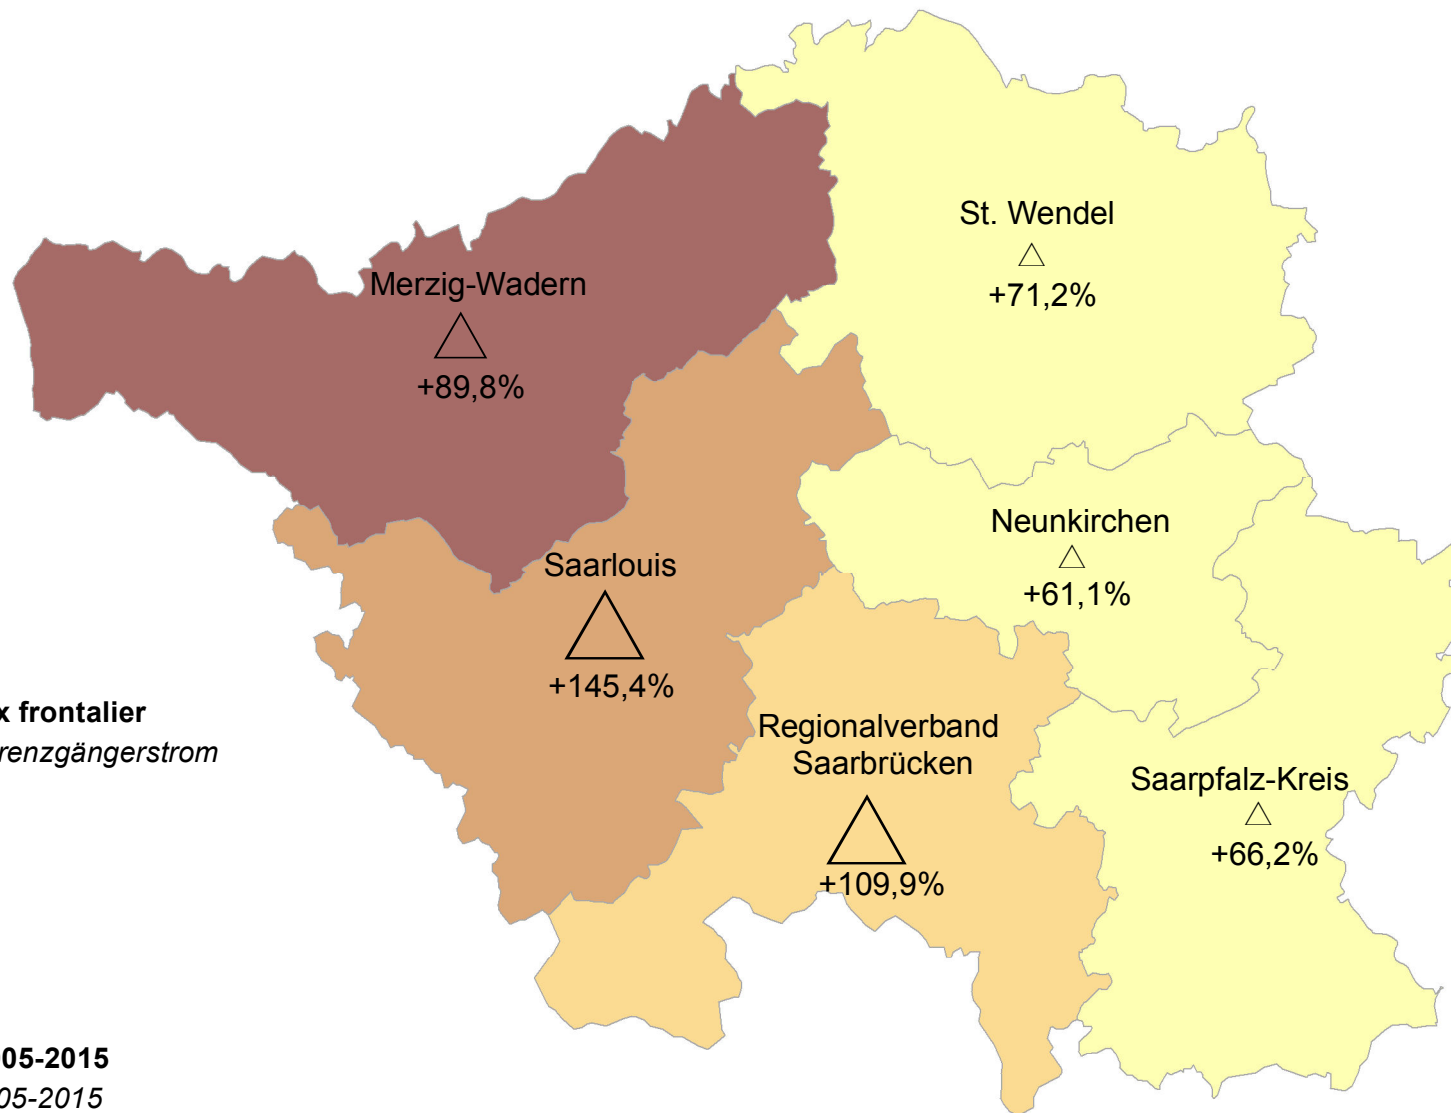 St. Wendel
+71,2%
Merzig-Wadern
+89,8%
Neunkirchen
+61,1%
Saarlouis
+145,4%
x frontalier
renzgängerstrom
Regionalverband
Saarbrücken
+109,9%
Saarpfalz-Kreis
+66,2%
05-2015
05-2015